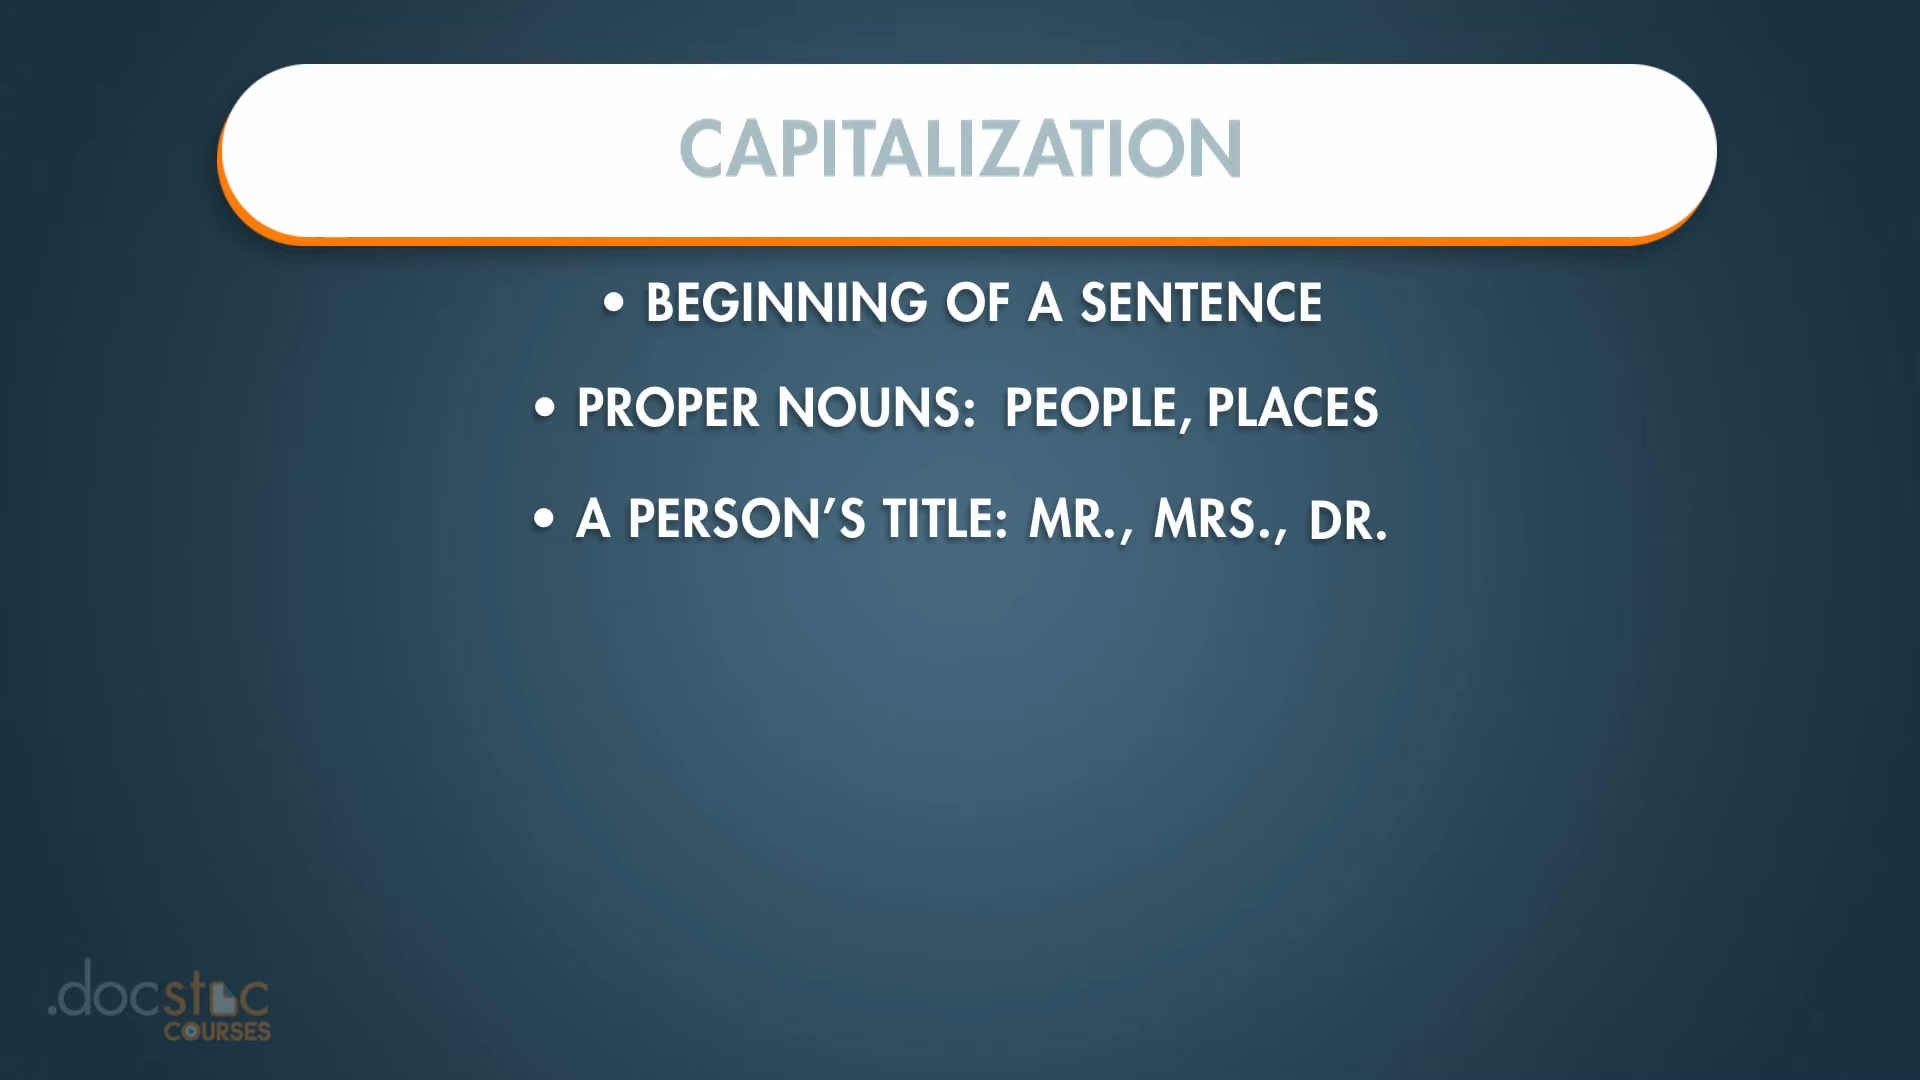 CAPITALIZATION
• BEGINNING OF A SENTENCE
• PROPER NOUNS: PEOPLE, PLACES
• A PERSON’S TITLE: MR., MRS., DR.
.docstoc
COURSES